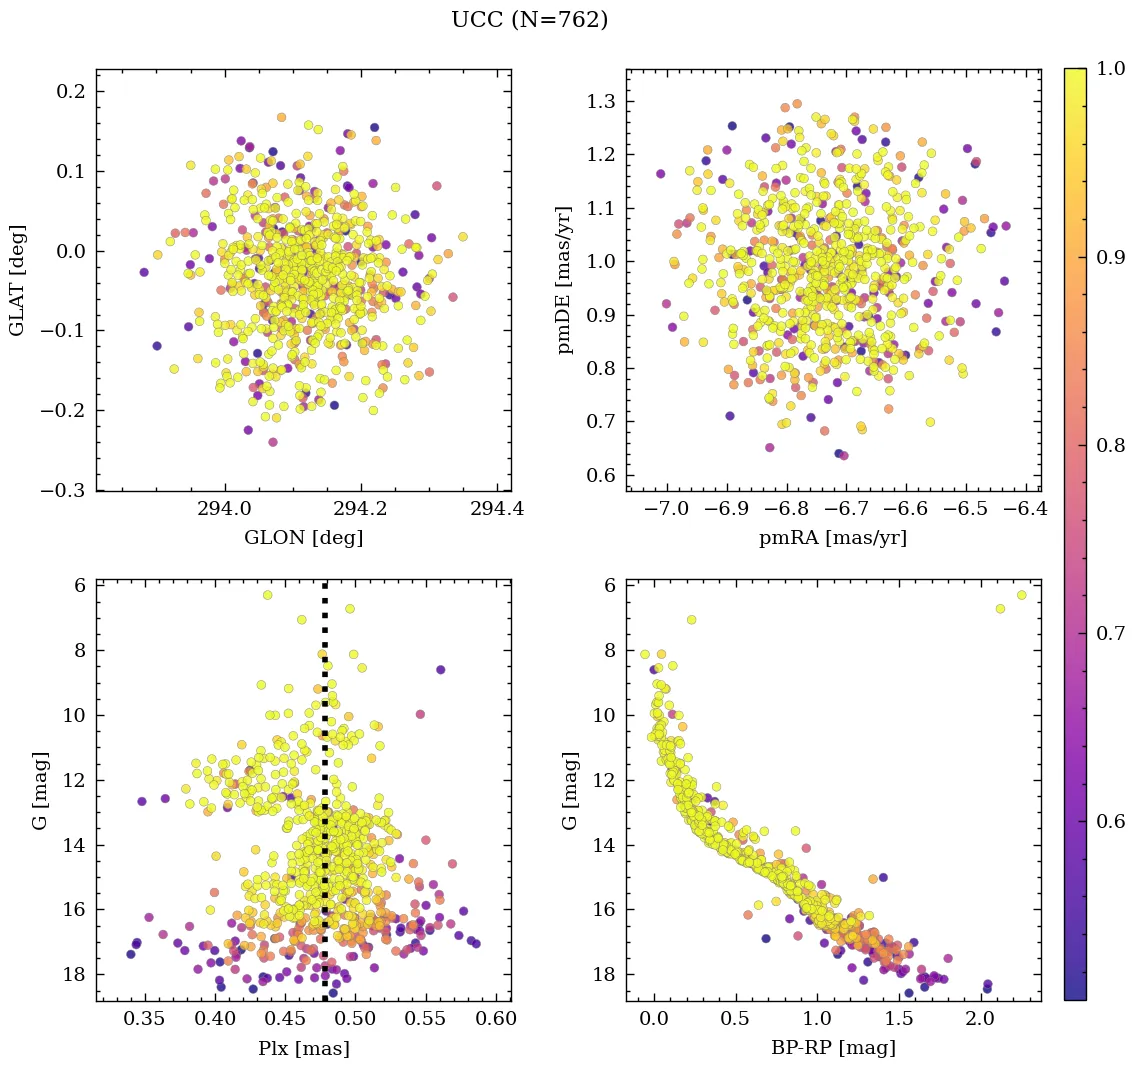 UCC (N=762)
0.2
0.1
0.0
−0.1
−0.2
−0.3
GLAT [deg]
294.0 294.2 294.4
GLON [deg]
1.3
1.2
1.1
1.0
0.9
0.8
0.7
0.6
pmDE [mas/yr]
−7.0 −6.9 −6.8 −6.7 −6.6 −6.5 −6.4
pmRA [mas/yr]
6
8
10
12
14
16
18
G [mag]
0.35 0.40 0.45 0.50 0.55 0.60
Plx [mas]
6
8
10
12
14
16
18
G [mag]
0.0 0.5 1.0 1.5 2.0
BP-RP [mag]
1.0
0.9
0.8
0.7
0.6